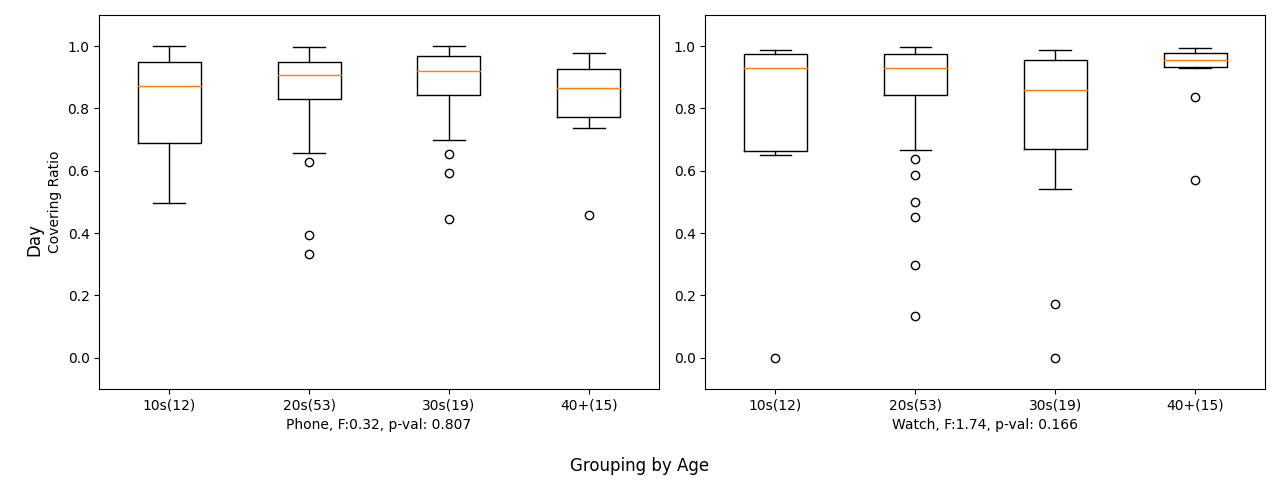 Day
Covering Ratio
1.0
0.8
0.6
0.4
0.2
0.0
10s(12) 20s(53) 30s(19) 40+(15)
Phone, F:0.32, p-val: 0.807
1.0
0.8
0.6
0.4
0.2
0.0
10s(12) 20s(53) 30s(19) 40+(15)
Watch, F:1.74, p-val: 0.166
Grouping by Age